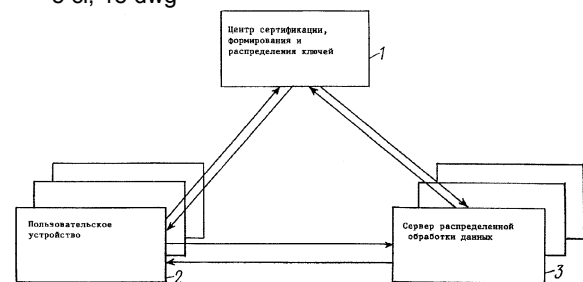 Центр сертификации,
формирования и
распределения ключей
1
Пользовательское
устройство
2
Сервер распределенной
обработки данных
3